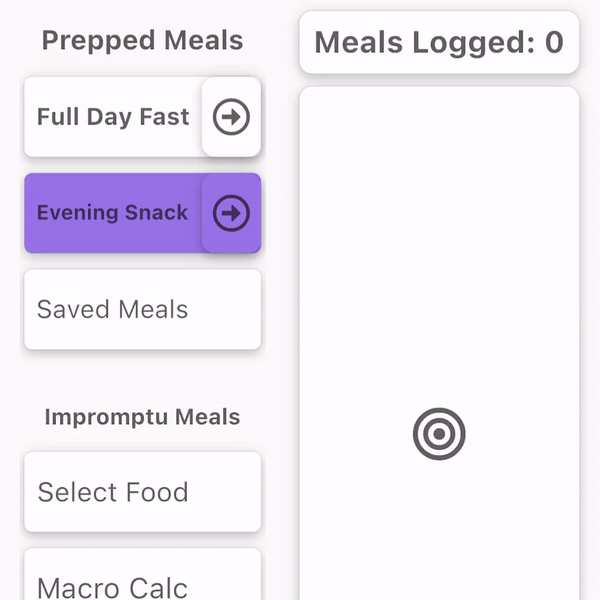 Prepped Meals
Full Day Fast
Evening Snack
Saved Meals
Impromptu Meals
Select Food
Macro Calc
Meals Logged: 0